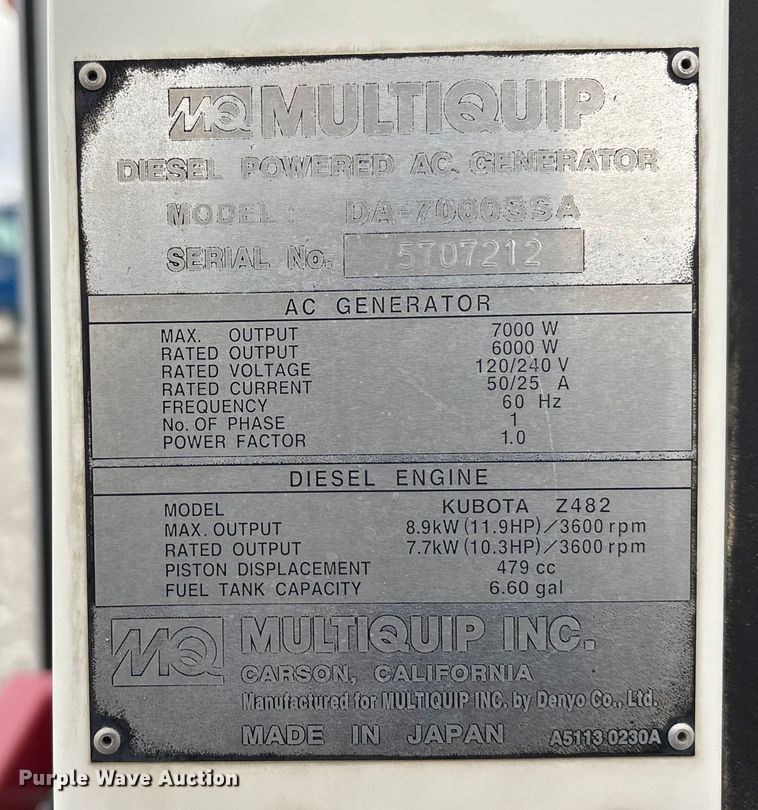 MQ MULTIQUIP
DIESEL POWERED AC. GENERATOR
MODEL: DA-7000SSA
SERIAL No. 5707212
AC GENERATOR
MAX. OUTPUT 7000 W
RATED OUTPUT 6000 W
RATED VOLTAGE 120/240 V
RATED CURRENT 50/25 A
FREQUENCY 60 Hz
No. OF PHASE 1
POWER FACTOR 1.0
DIESEL ENGINE
MODEL KUBOTA Z482
MAX. OUTPUT 8.9kW (11.9HP)/3600 rpm
RATED OUTPUT 7.7kW (10.3HP)/3600 rpm
PISTON DISPLACEMENT 479 cc
FUEL TANK CAPACITY 6.60 gal
MQ MULTIQUIP INC.
CARSON, CALIFORNIA
Manufactured for MULTIQUIP INC. by Denyo Co., Ltd.
MADE IN JAPAN A5113 0230A
Purple Wave Auction